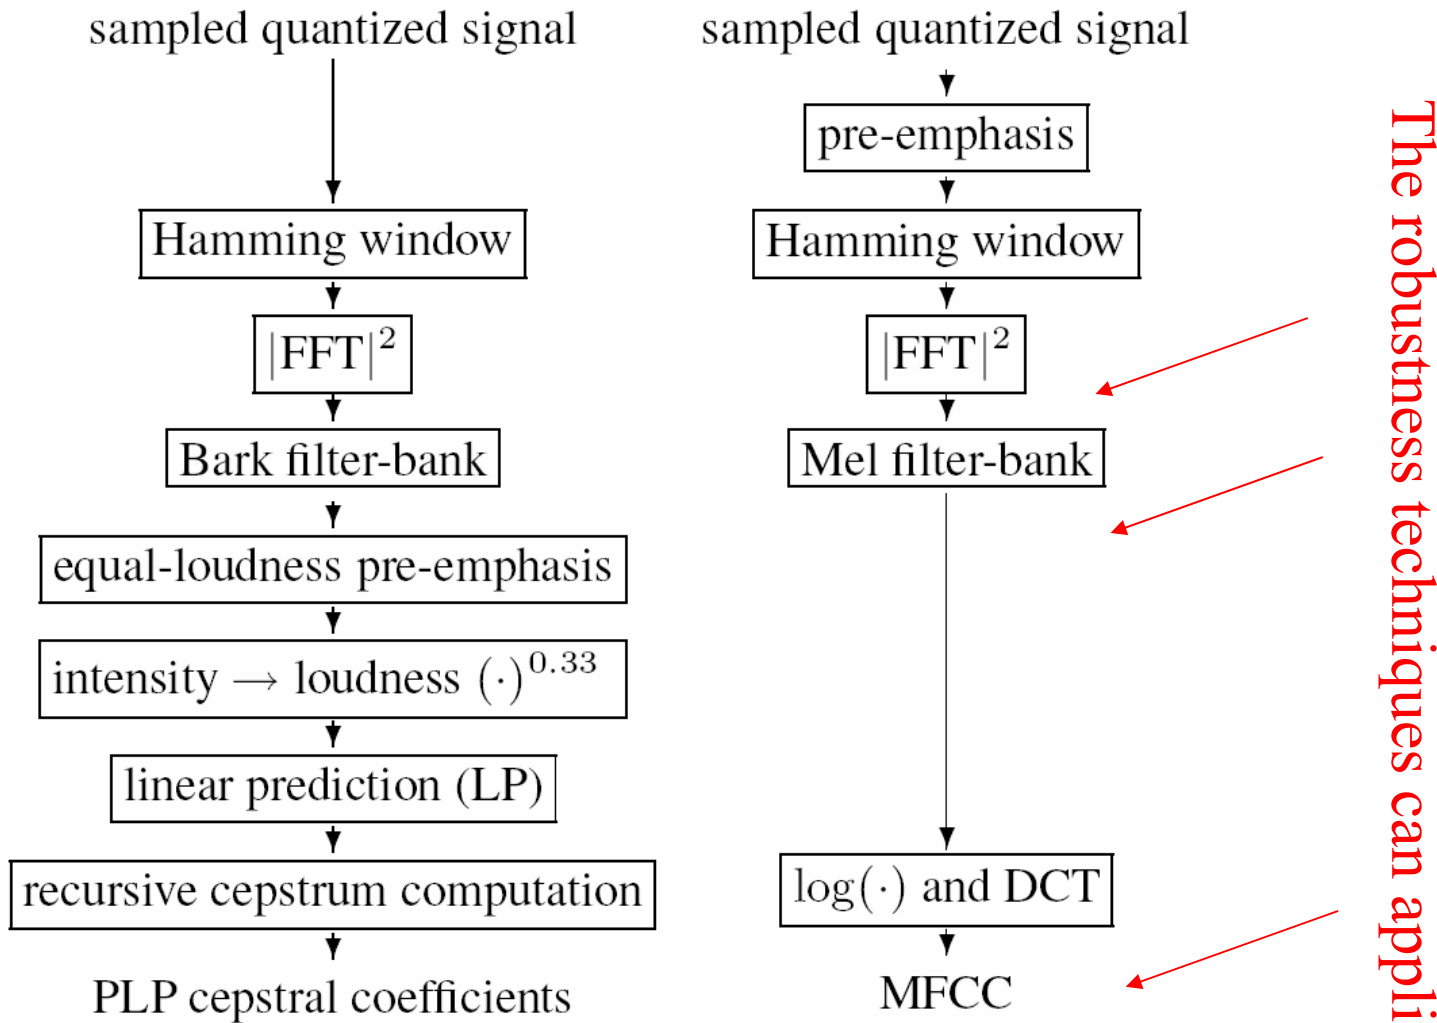 sampled quantized signal
Hamming window
|FFT|²
Bark filter-bank
equal-loudness pre-emphasis
intensity → loudness (·)^0.33
linear prediction (LP)
recursive cepstrum computation
PLP cepstral coefficients
sampled quantized signal
pre-emphasis
Hamming window
|FFT|²
Mel filter-bank
log(·) and DCT
MFCC
The robustness techniques can appli